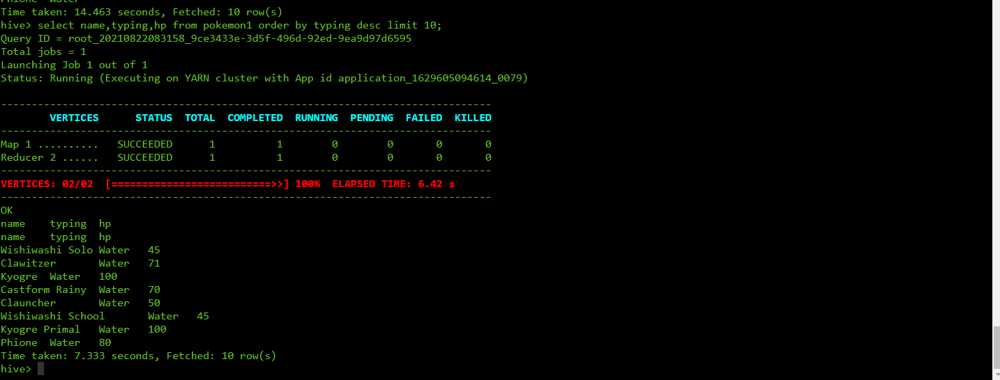 Phione  Water
Time taken: 14.463 seconds, Fetched: 10 row(s)
hive> select name,typing,hp from pokemon1 order by typing desc limit 10;
Query ID = root_20210822083158_9ce3433e-3d5f-496d-92ed-9ea9d97d6595
Total jobs = 1
Launching Job 1 out of 1
Status: Running (Executing on YARN cluster with App id application_1629605094614_0079)
--------------------------------------------------------------------------------
        VERTICES      STATUS  TOTAL  COMPLETED  RUNNING  PENDING  FAILED  KILLED
--------------------------------------------------------------------------------
Map 1 ..........   SUCCEEDED      1          1        0        0       0       0
Reducer 2 ......   SUCCEEDED      1          1        0        0       0       0
--------------------------------------------------------------------------------
VERTICES: 02/02  [==========================>>] 100%  ELAPSED TIME: 6.42 s
--------------------------------------------------------------------------------
OK
name    typing  hp
name    typing  hp
Wishiwashi Solo Water   45
Clawitzer       Water   71
Kyogre  Water   100
Castform Rainy  Water   70
Clauncher       Water   50
Wishiwashi School       Water   45
Kyogre Primal   Water   100
Phione  Water   80
Time taken: 7.333 seconds, Fetched: 10 row(s)
hive>